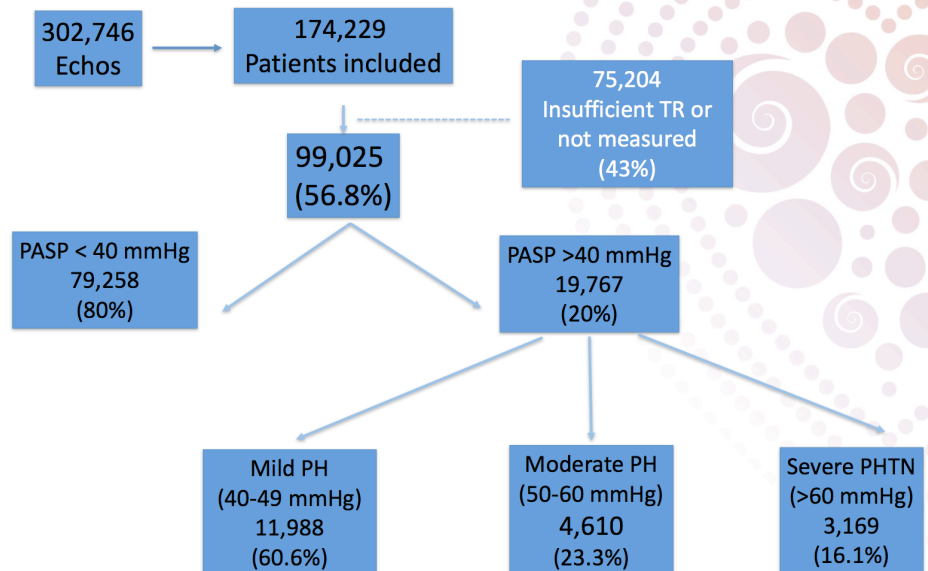 302,746
Echos
174,229
Patients included
75,204
Insufficient TR or
not measured
(43%)
99,025
(56.8%)
PASP < 40 mmHg
79,258
(80%)
PASP >40 mmHg
19,767
(20%)
Mild PH
(40-49 mmHg)
11,988
(60.6%)
Moderate PH
(50-60 mmHg)
4,610
(23.3%)
Severe PHTN
(>60 mmHg)
3,169
(16.1%)